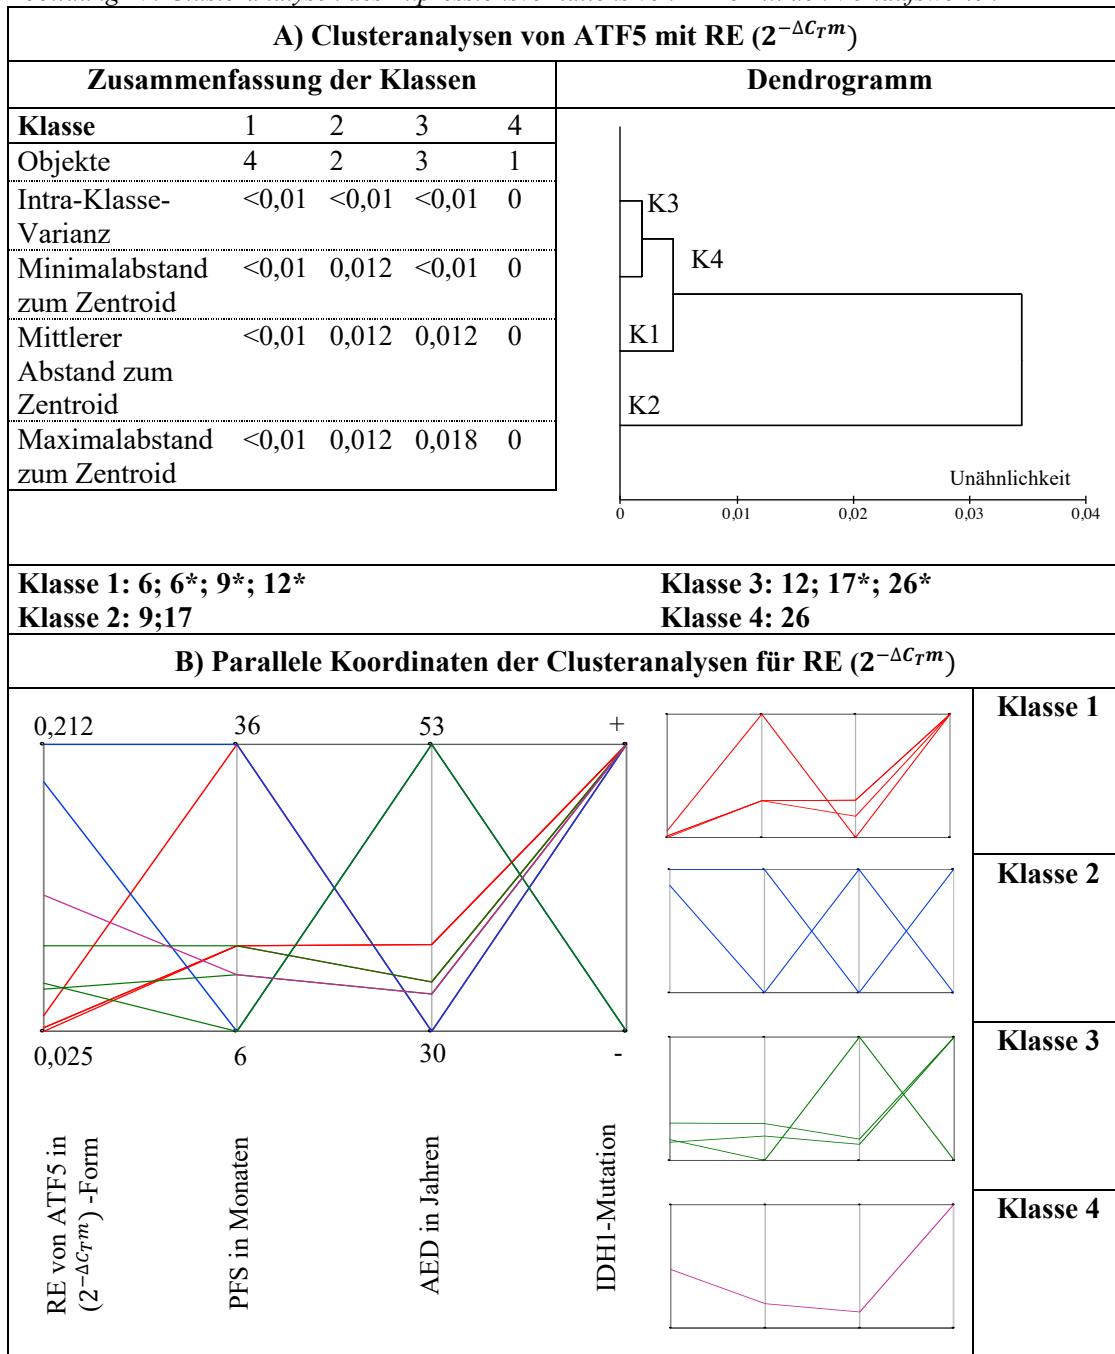 A) Clusteranalysen von ATF5 mit RE (2^{-ΔC_T m})
Zusammenfassung der Klassen
Dendrogramm
Klasse 1 2 3 4
Objekte 4 2 3 1
Intra-Klasse- <0,01 <0,01 <0,01 0
Varianz
Minimalabstand <0,01 0,012 <0,01 0
zum Zentroid
Mittlerer <0,01 0,012 0,012 0
Abstand zum
Zentroid
Maximalabstand <0,01 0,012 0,018 0
zum Zentroid
K3
K4
K1
K2
Unähnlichkeit
0 0,01 0,02 0,03 0,04
Klasse 1: 6; 6*; 9*; 12*
Klasse 2: 9;17
Klasse 3: 12; 17*; 26*
Klasse 4: 26
B) Parallele Koordinaten der Clusteranalysen für RE (2^{-ΔC_T m})
0,212 36 53 +
0,025 6 30 -
RE von ATF5 in
(2^{-ΔC_T m}) -Form
PFS in Monaten
AED in Jahren
IDH1-Mutation
Klasse 1
Klasse 2
Klasse 3
Klasse 4